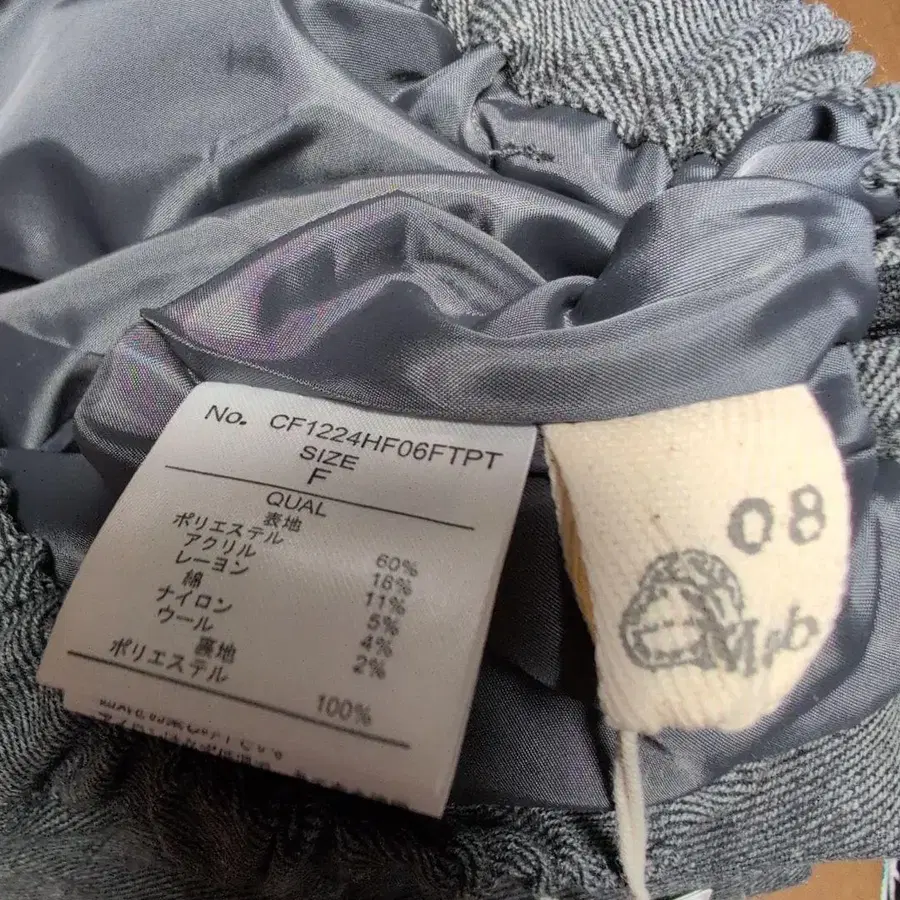 No. CF1224HF06FTPT
SIZE
F
QUAL
表地
ポリエステル 60%
アクリル 18%
レーヨン 11%
綿 5%
ナイロン 4%
ウール 2%
裏地
ポリエステル 100%
08